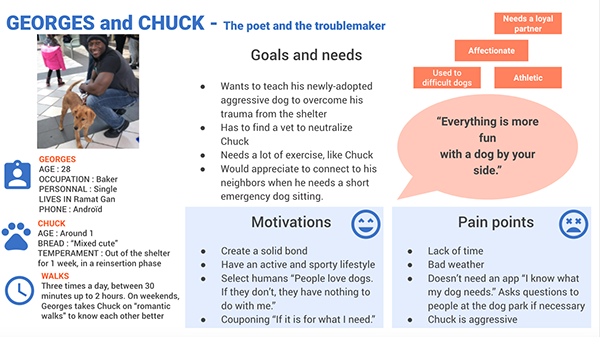 GEORGES and CHUCK - The poet and the troublemaker
Needs a loyal
partner
Affectionate
Used to
difficult dogs
Athletic
Goals and needs
● Wants to teach his newly-adopted
aggressive dog to overcome his
trauma from the shelter
● Has to find a vet to neutralize
Chuck
● Needs a lot of exercise, like Chuck
● Would appreciate to connect to his
neighbors when he needs a short
emergency dog sitting.
“Everything is more
fun
with a dog by your
side.”
GEORGES
AGE : 28
OCCUPATION : Baker
PERSONNAL : Single
LIVES IN Ramat Gan
PHONE : Androïd
CHUCK
AGE : Around 1
BREAD : “Mixed cute”
TEMPERAMENT : Out of the shelter
for 1 week, in a reinsertion phase
WALKS
Three times a day, between 30
minutes up to 2 hours. On weekends,
Georges takes Chuck on “romantic
walks” to know each other better
Motivations
● Create a solid bond
● Have an active and sporty lifestyle
● Select humans “People love dogs.
If they don’t, they have nothing to
do with me.”
● Couponing “If it is for what I need.”
Pain points
● Lack of time
● Bad weather
● Doesn’t need an app “I know what
my dog needs.” Asks questions to
people at the dog park if necessary
● Chuck is aggressive